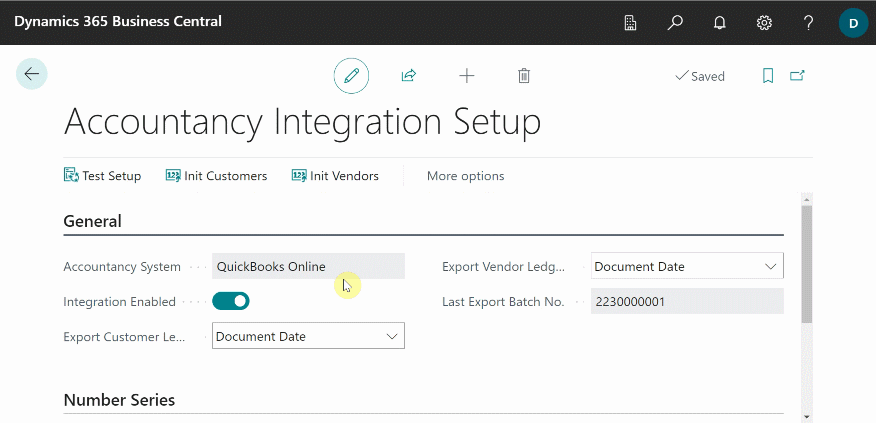 Dynamics 365 Business Central
D
Saved
Accountancy Integration Setup
Test Setup Init Customers Init Vendors More options
General
Accountancy System QuickBooks Online Export Vendor Ledg... Document Date
Integration Enabled Last Export Batch No. 2230000001
Export Customer Le... Document Date
Number Series